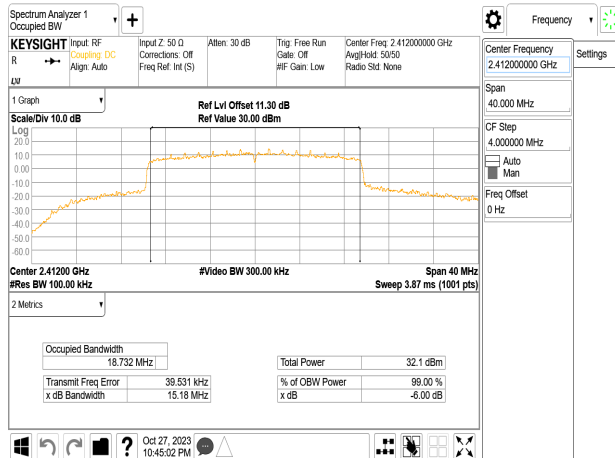 Spectrum Analyzer 1
Occupied BW
Frequency
KEYSIGHT
R
Input: RF
Coupling: DC
Align: Auto
Input Z: 50 Ω
Corrections: Off
Freq Ref: Int (S)
Atten: 30 dB
Trig: Free Run
Gate: Off
#IF Gain: Low
Center Freq: 2.412000000 GHz
Avg|Hold: 50/50
Radio Std: None
LXI
1 Graph
Scale/Div 10.0 dB
Ref Lvl Offset 11.30 dB
Ref Value 30.00 dBm
Log
20.0
10.0
0.00
-10.0
-20.0
-30.0
-40.0
-50.0
-60.0
Center 2.41200 GHz
#Video BW 300.00 kHz
Span 40 MHz
#Res BW 100.00 kHz
Sweep 3.87 ms (1001 pts)
2 Metrics
Occupied Bandwidth
18.732 MHz
Transmit Freq Error 39.531 kHz
x dB Bandwidth 15.18 MHz
Total Power 32.1 dBm
% of OBW Power 99.00 %
x dB -6.00 dB
Oct 27, 2023
10:45:02 PM
Center Frequency
2.412000000 GHz
Settings
Span
40.000 MHz
CF Step
4.000000 MHz
Auto
Man
Freq Offset
0 Hz